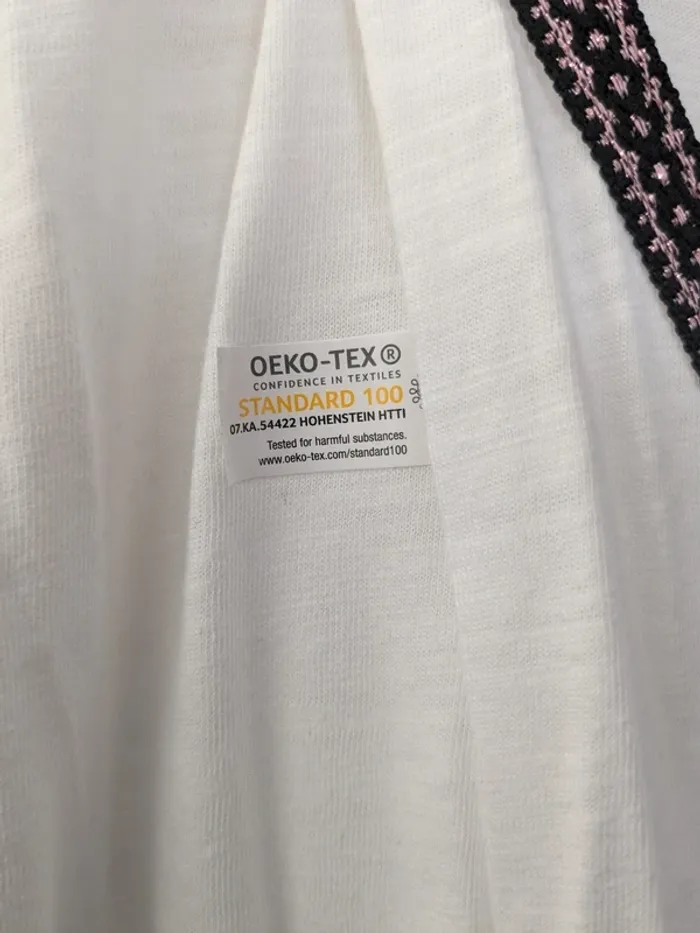 OEKO-TEX®
CONFIDENCE IN TEXTILES
STANDARD 100
07.KA.54422 HOHENSTEIN HTTI
Tested for harmful substances.
www.oeko-tex.com/standard100